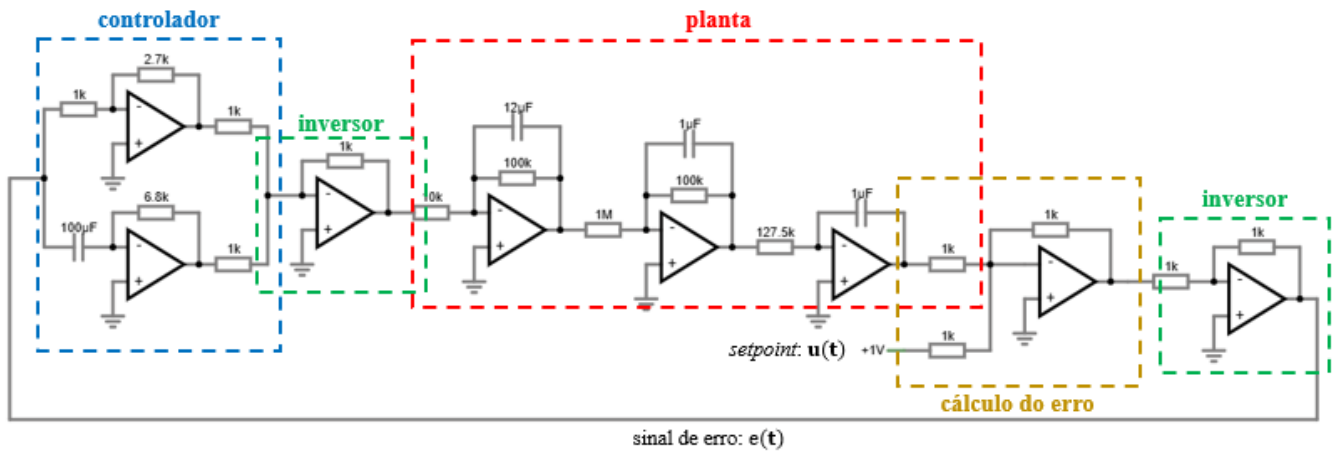 controlador
planta
2.7k
1k
1k
inversor
12µF
1µF
100k
100k
1k
6.8k
100µF
1k
10k
1M
127.5k
1µF
1k
1k
inversor
1k
1k
setpoint: u(t) +1V
1k
cálculo do erro
sinal de erro: e(t)
- +
- +
- +
- +
- +
- +
- +
- +